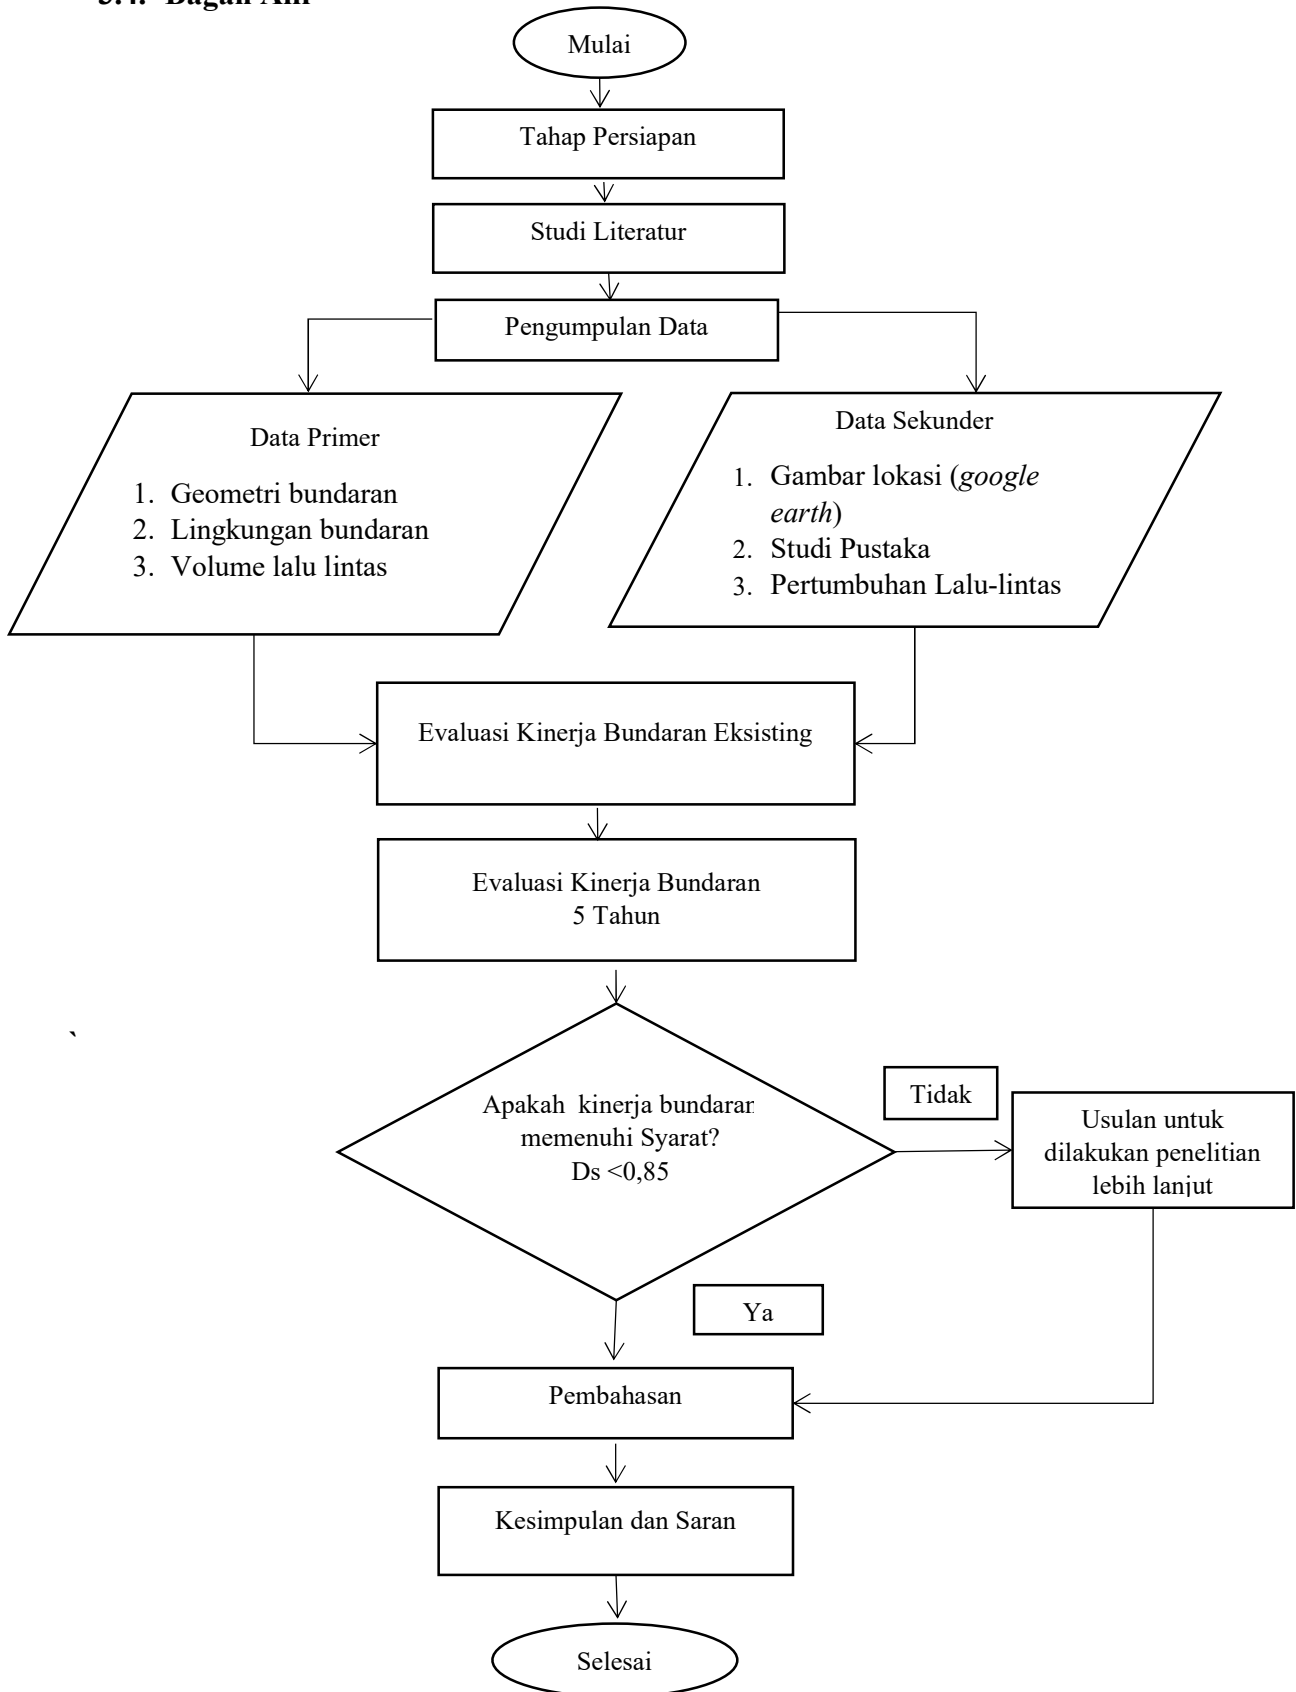 Mulai
Tahap Persiapan
Studi Literatur
Pengumpulan Data
Data Primer
1. Geometri bundaran
2. Lingkungan bundaran
3. Volume lalu lintas
Data Sekunder
1. Gambar lokasi (google
earth)
2. Studi Pustaka
3. Pertumbuhan Lalu-lintas
Evaluasi Kinerja Bundaran Eksisting
Evaluasi Kinerja Bundaran
5 Tahun
`
Apakah kinerja bundaran
memenuhi Syarat?
Ds <0,85
Tidak
Usulan untuk
dilakukan penelitian
lebih lanjut
Ya
Pembahasan
Kesimpulan dan Saran
Selesai